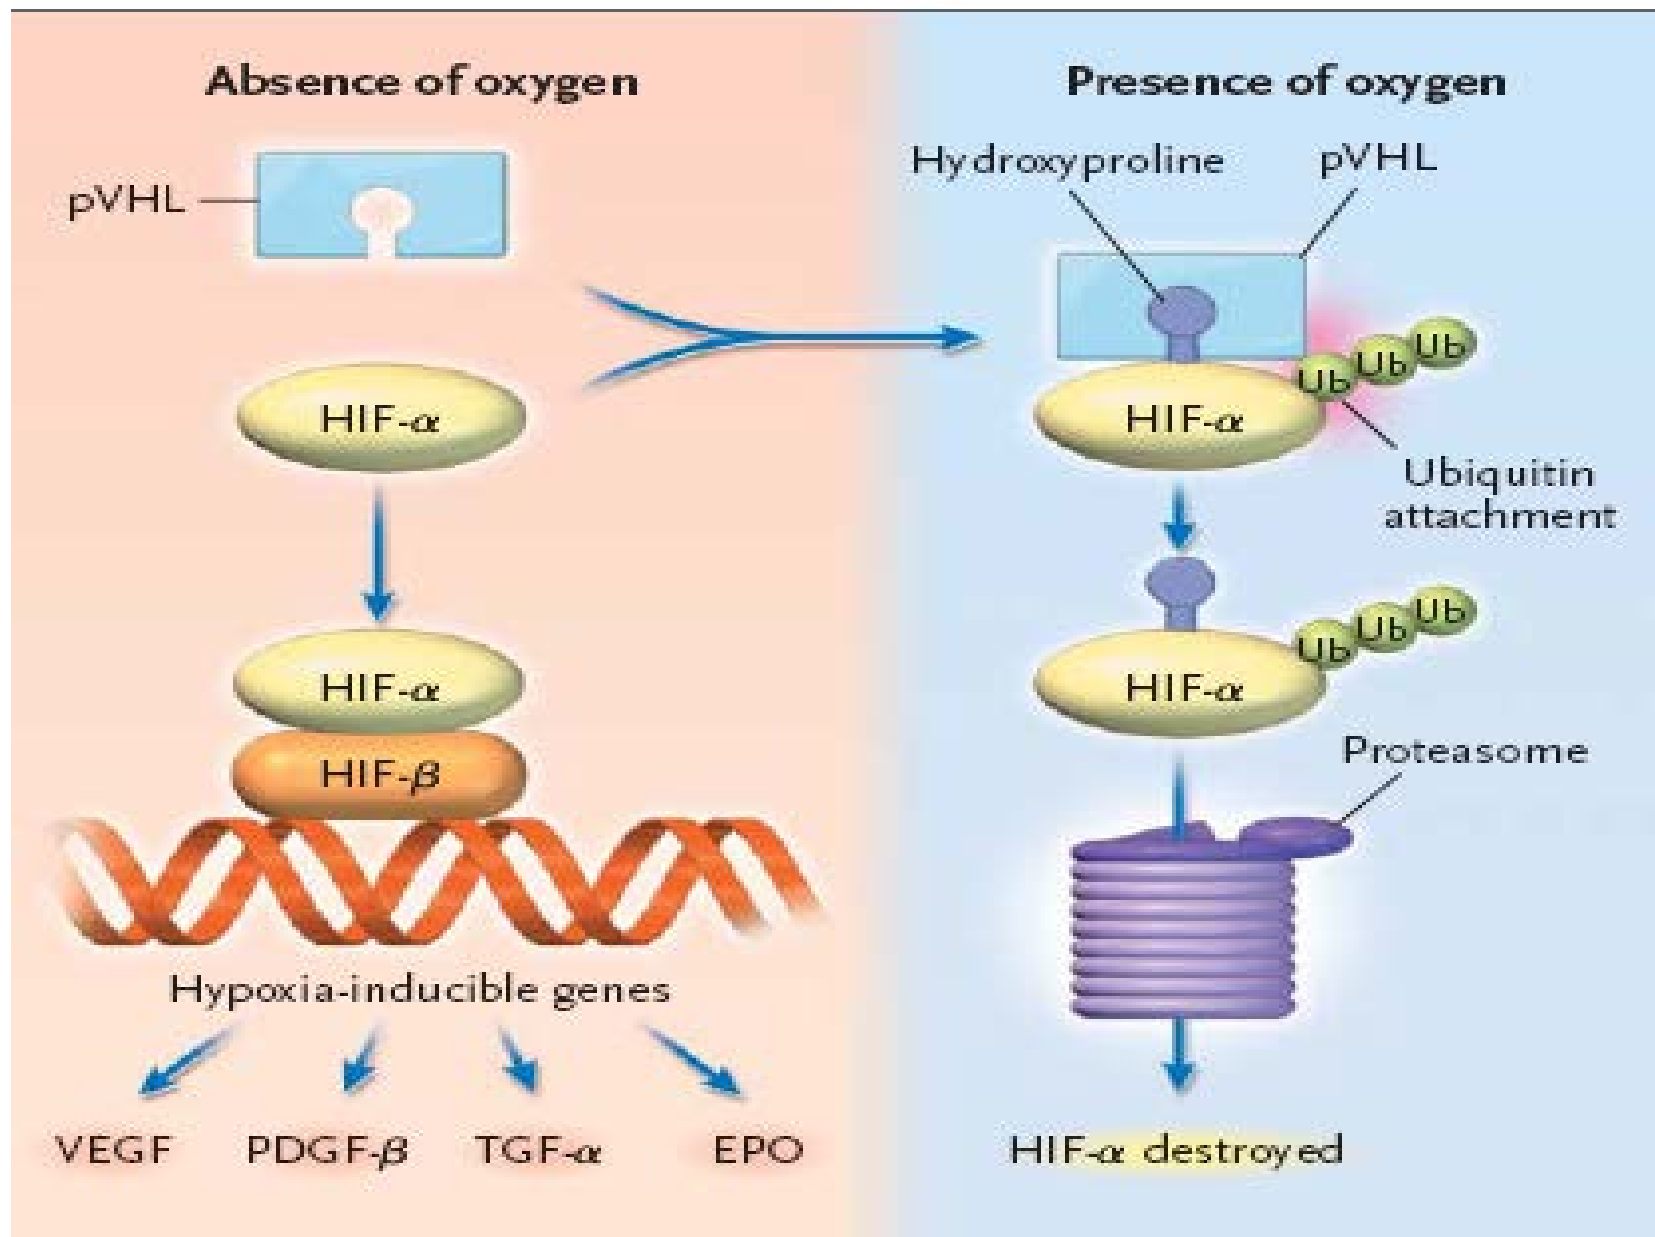 Absence of oxygen
pVHL
HIF-α
HIF-α
HIF-β
Hypoxia-inducible genes
VEGF PDGF-β TGF-α EPO
Presence of oxygen
Hydroxyproline pVHL
Ub Ub Ub
HIF-α
Ubiquitin
attachment
Ub Ub Ub
HIF-α
Proteasome
HIF-α destroyed